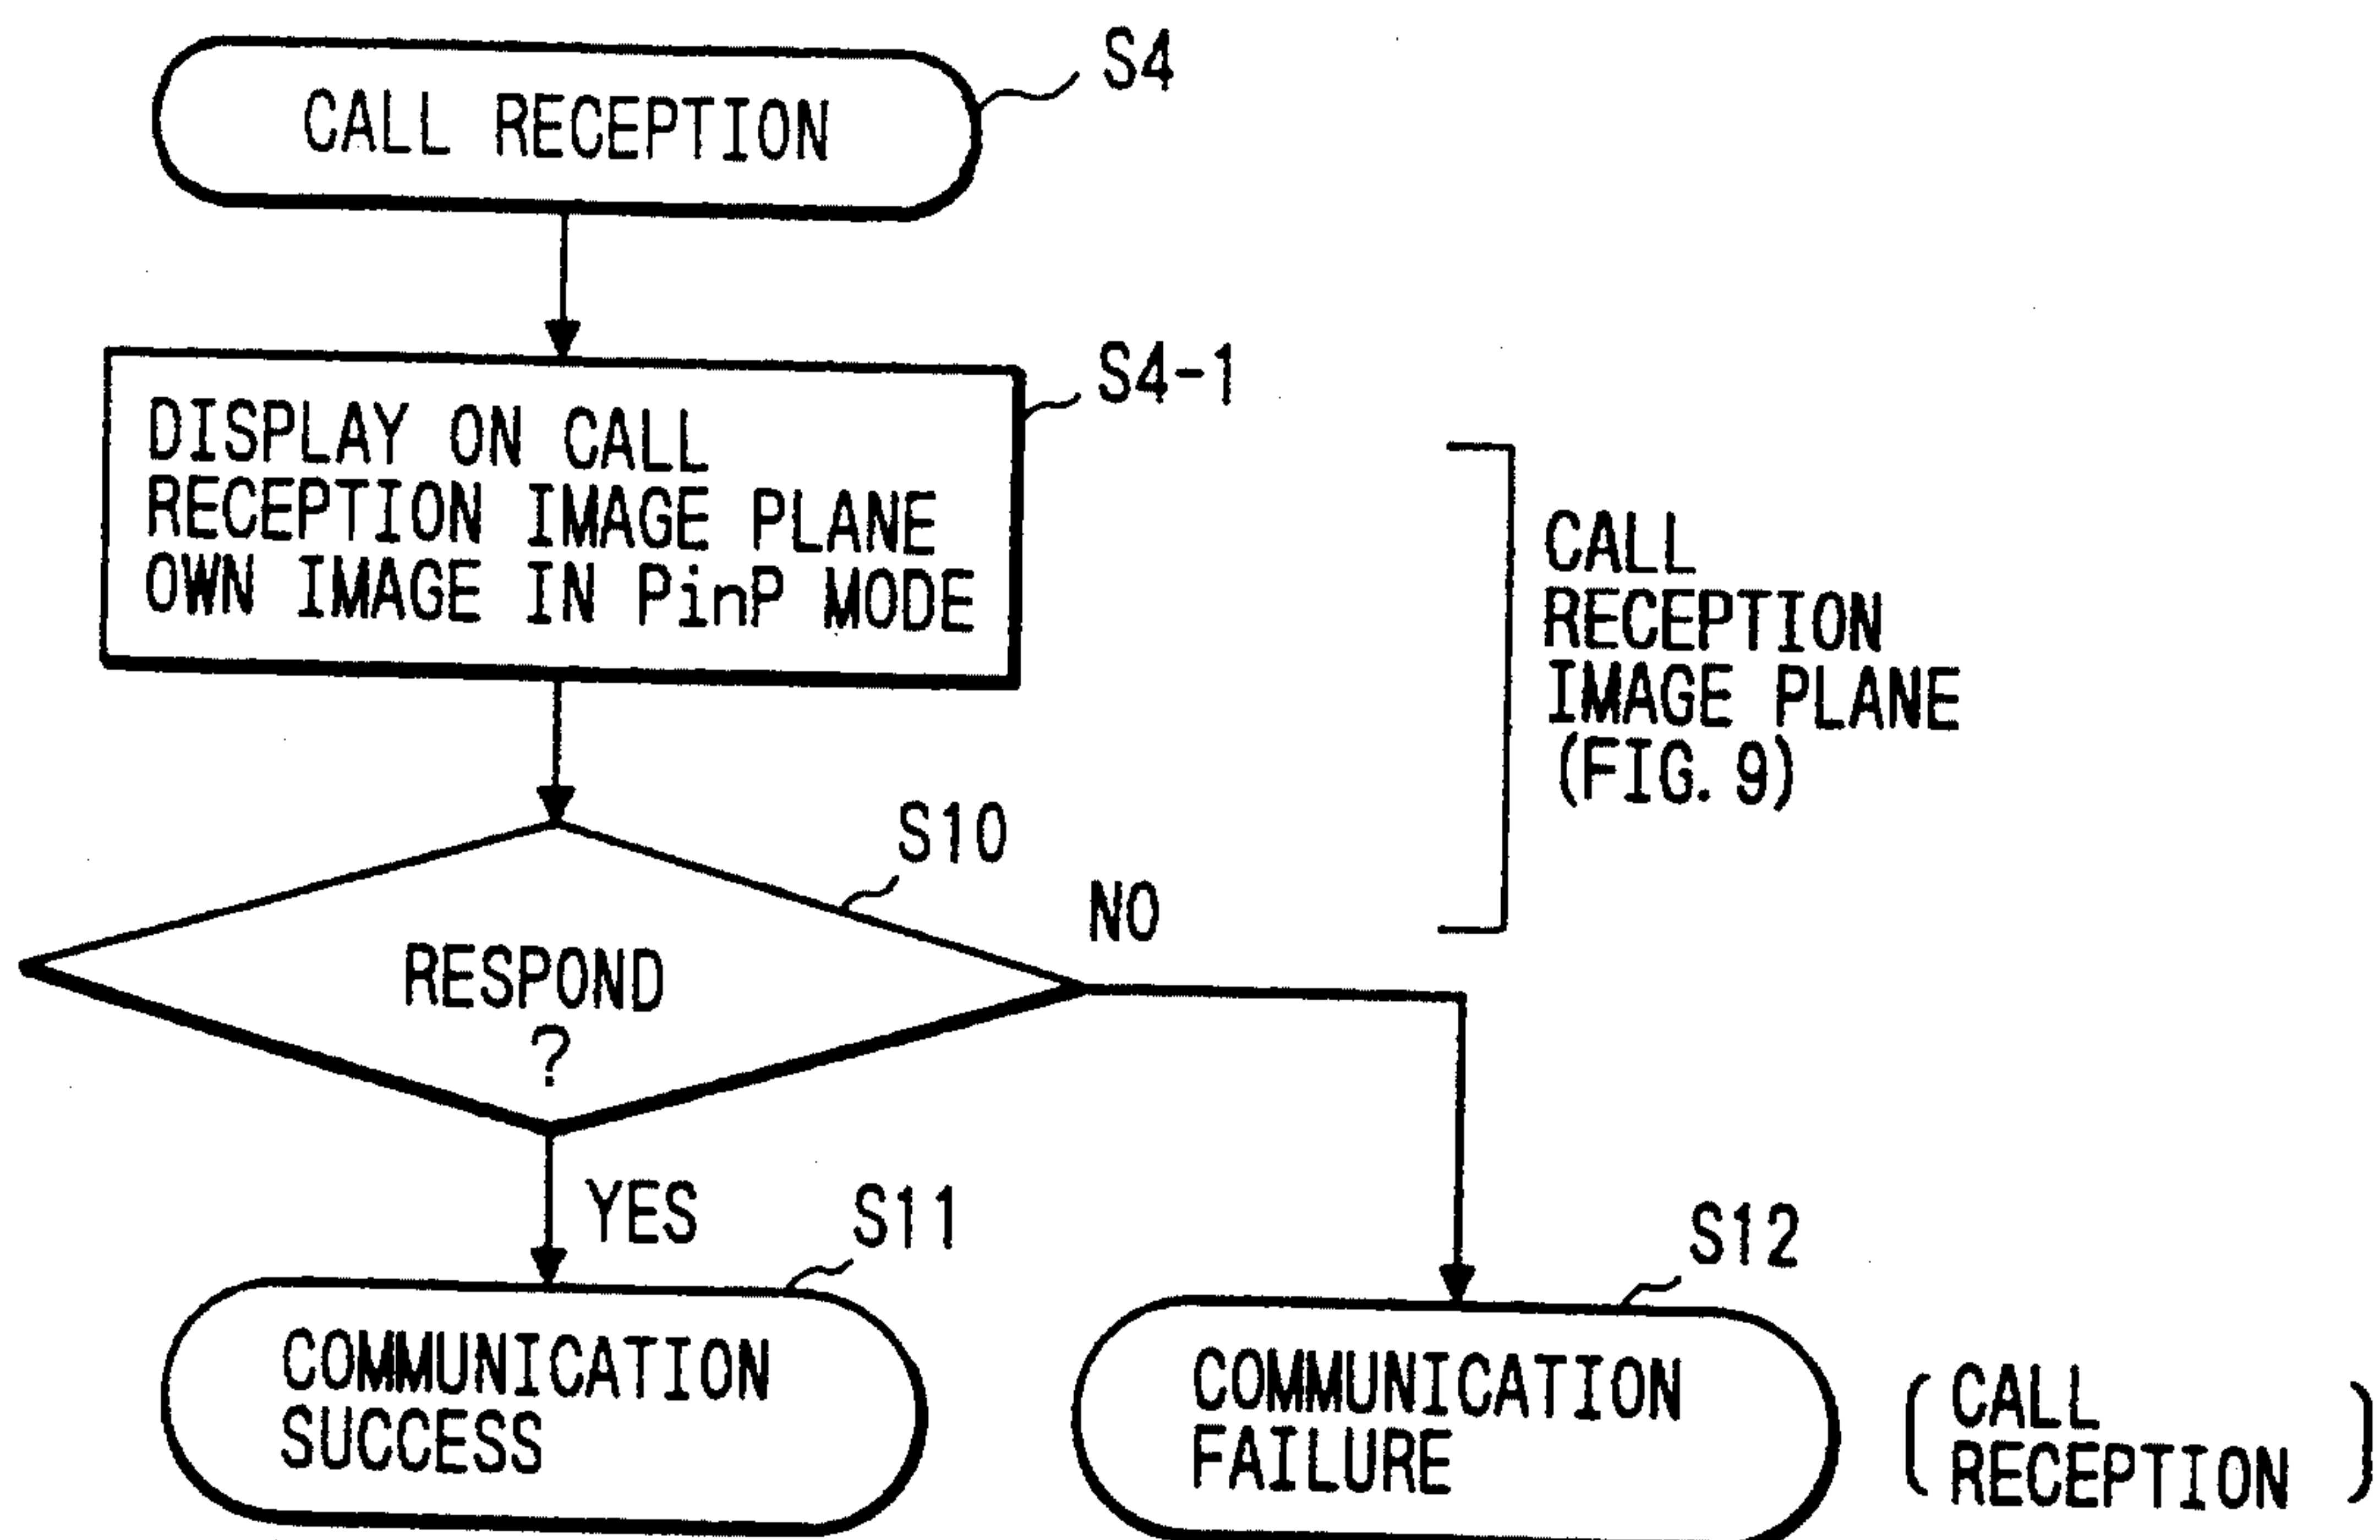 CALL RECEPTION
S4
S4-1
DISPLAY ON CALL
RECEPTION IMAGE PLANE
OWN IMAGE IN PinP MODE
CALL
RECEPTION
IMAGE PLANE
(FIG. 9)
S10
NO
RESPOND
?
YES
S11
S12
COMMUNICATION
SUCCESS
COMMUNICATION
FAILURE
(CALL
RECEPTION)